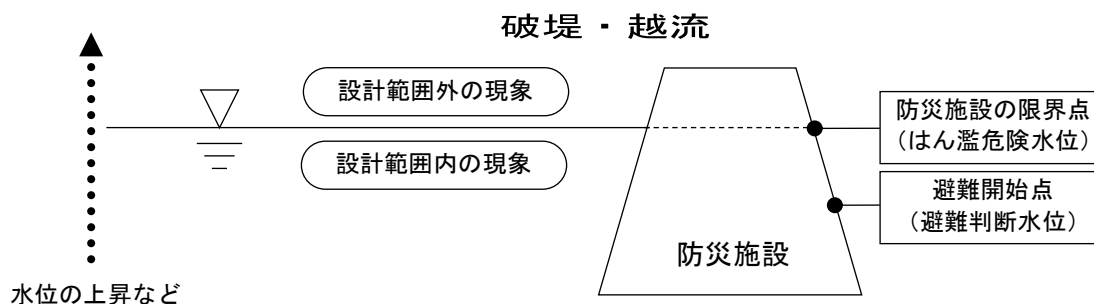 破堤・越流
設計範囲外の現象
防災施設の限界点
（はん濫危険水位）
設計範囲内の現象
避難開始点
（避難判断水位）
防災施設
水位の上昇など